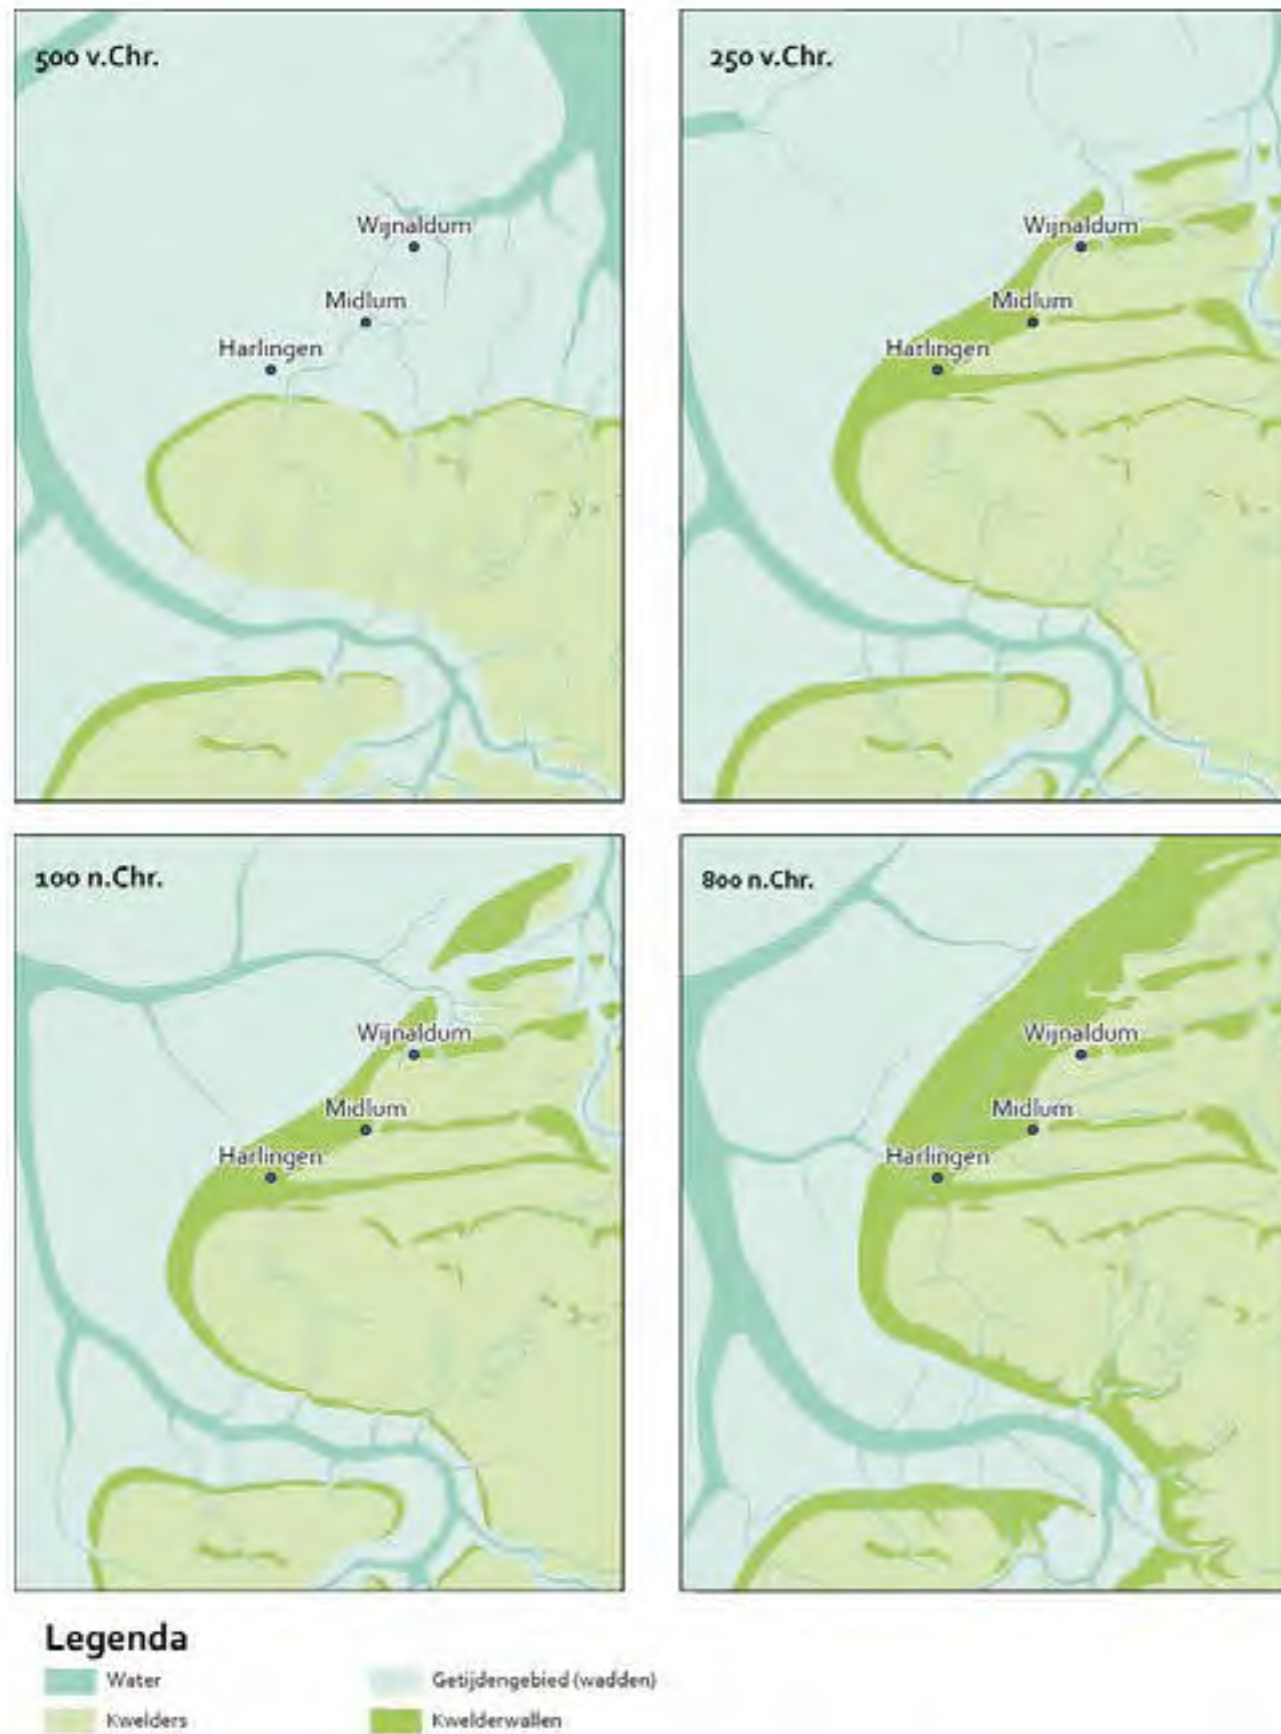 500 v.Chr.
250 v.Chr.
Wijnaldum
Midlum
Harlingen
Wijnaldum
Midlum
Harlingen
100 n.Chr.
800 n.Chr.
Wijnaldum
Midlum
Harlingen
Wijnaldum
Midlum
Harlingen
Legenda
Water
Getijdengebied (wadden)
Kwelders
Kwelderwallen